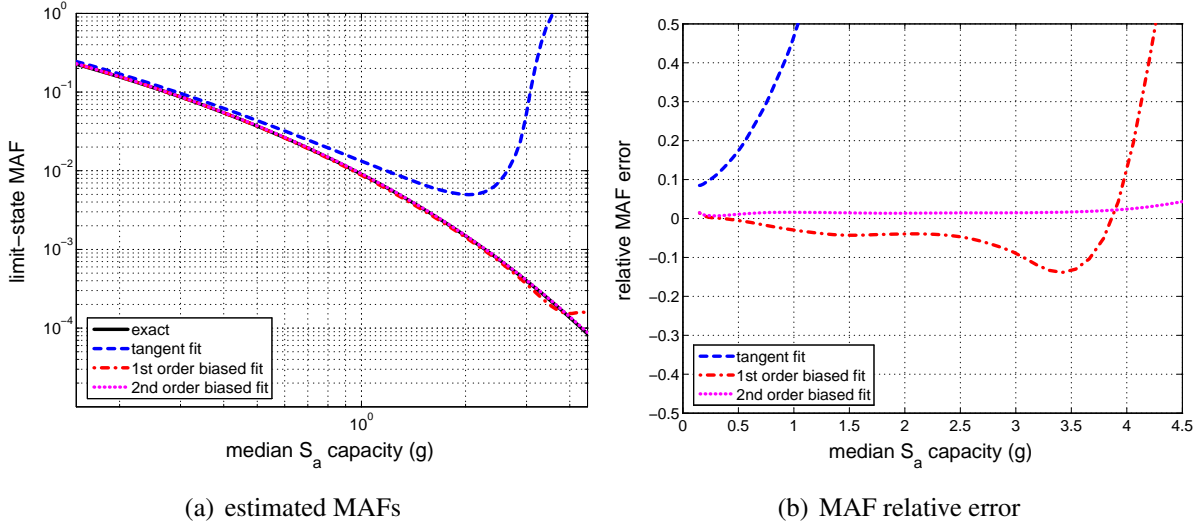 10^0
10^-1
10^-2
10^-3
10^-4
limit−state MAF
exact
tangent fit
1st order biased fit
2nd order biased fit
10^0
median S_a capacity (g)
(a) estimated MAFs
0.5
0.4
0.3
0.2
0.1
0
−0.1
−0.2
−0.3
−0.4
−0.5
relative MAF error
tangent fit
1st order biased fit
2nd order biased fit
0 0.5 1 1.5 2 2.5 3 3.5 4 4.5
median S_a capacity (g)
(b) MAF relative error